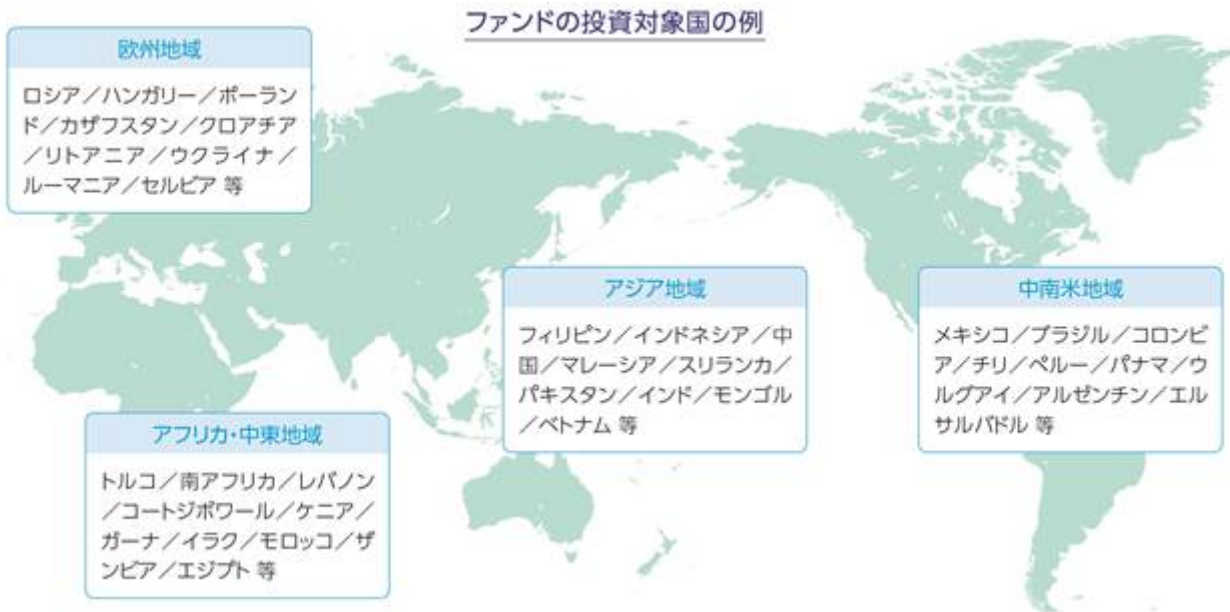 ファンドの投資対象国の例
欧州地域
ロシア／ハンガリー／ポーラン
ド／カザフスタン／クロアチア
／リトアニア／ウクライナ／
ルーマニア／セルビア 等
アジア地域
フィリピン／インドネシア／中
国／マレーシア／スリランカ／
パキスタン／インド／モンゴル
／ベトナム 等
中南米地域
メキシコ／ブラジル／コロンビ
ア／チリ／ペルー／パナマ／ウ
ルグアイ／アルゼンチン／エル
サルバドル 等
アフリカ・中東地域
トルコ／南アフリカ／レバノン
／コートジボワール／ケニア／
ガーナ／イラク／モロッコ／ザ
ンビア／エジプト 等